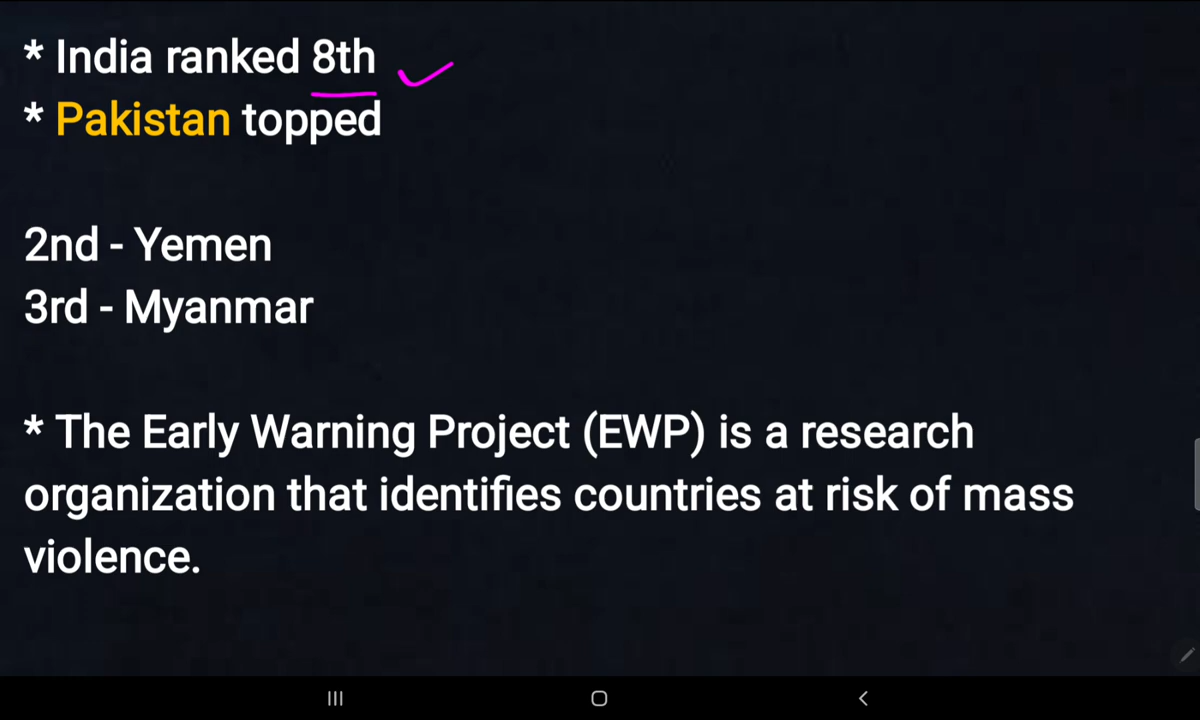 * India ranked 8th
* Pakistan topped
2nd - Yemen
3rd - Myanmar
* The Early Warning Project (EWP) is a research
organization that identifies countries at risk of mass
violence.